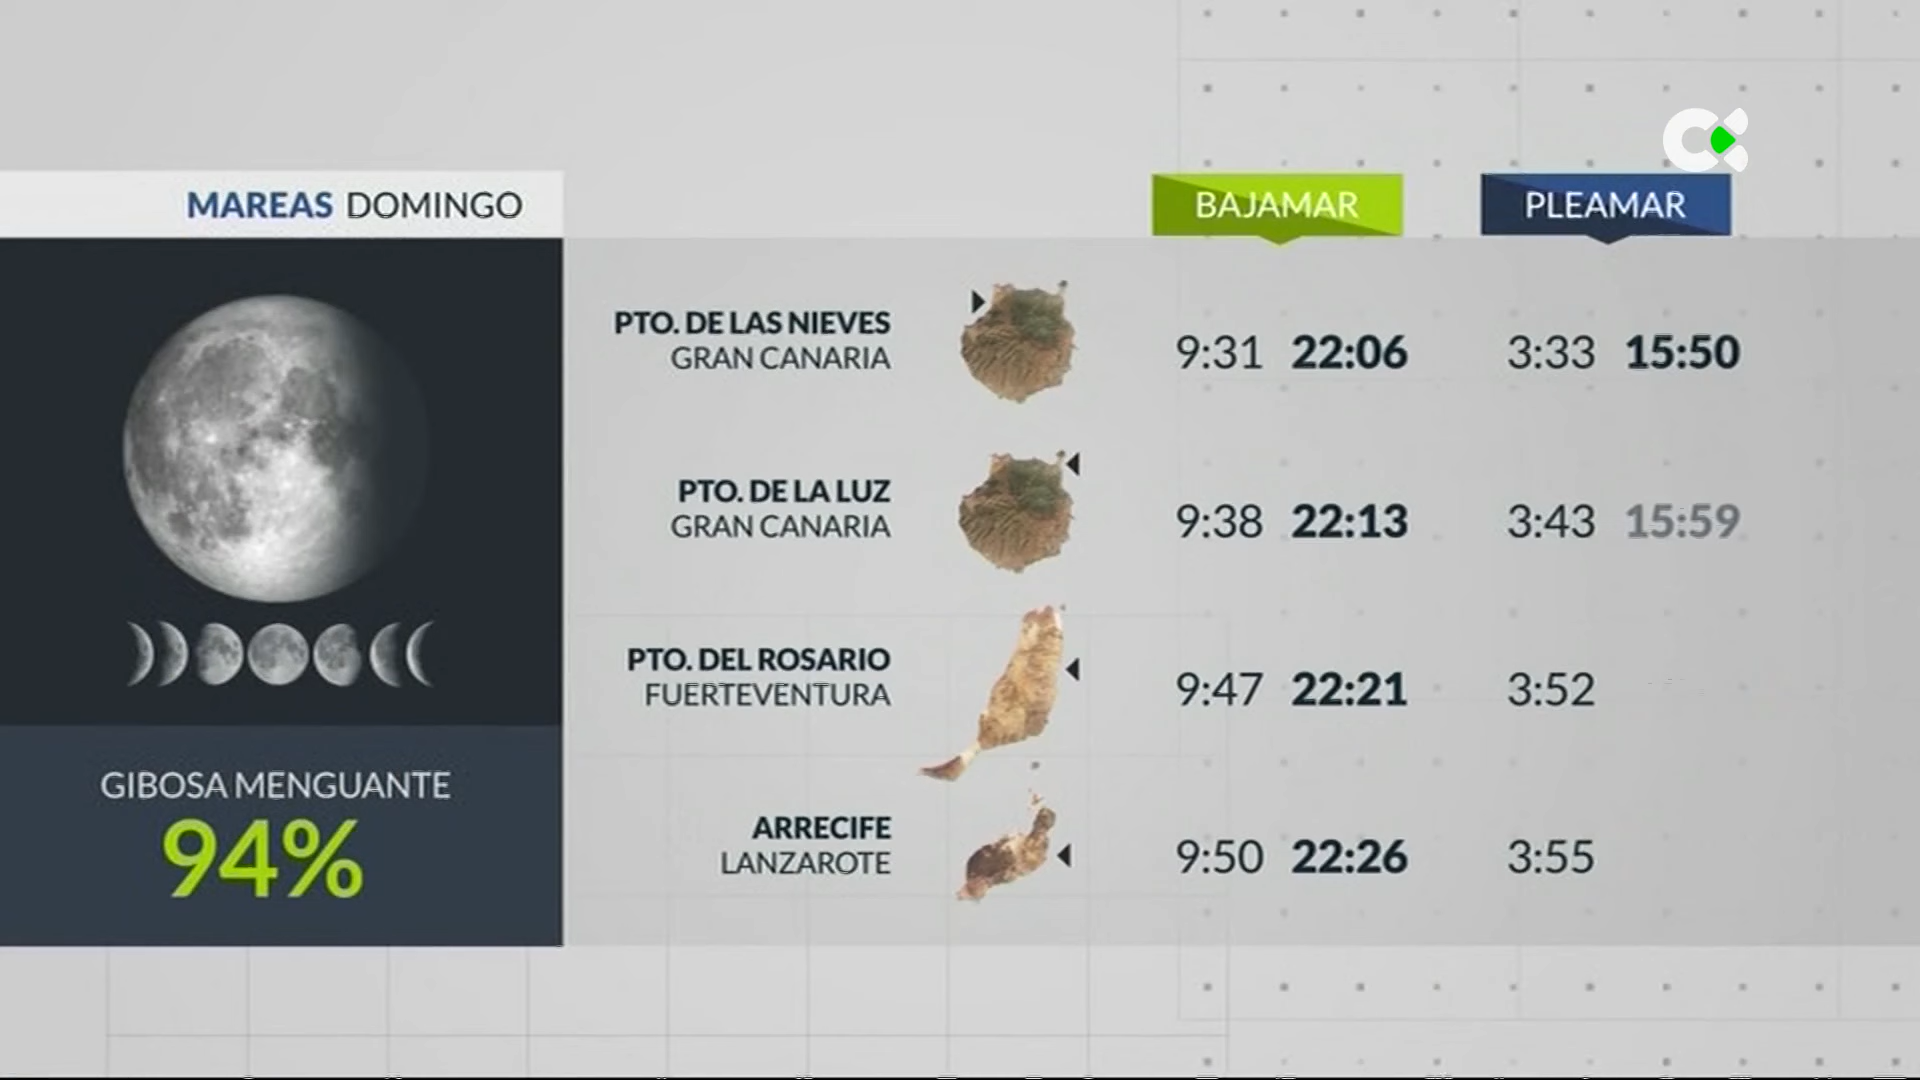 MAREAS DOMINGO
BAJAMAR PLEAMAR
PTO. DE LAS NIEVES
GRAN CANARIA
9:31 22:06 3:33 15:50
PTO. DE LA LUZ
GRAN CANARIA
9:38 22:13 3:43 15:59
PTO. DEL ROSARIO
FUERTEVENTURA
9:47 22:21 3:52
ARRECIFE
LANZAROTE
9:50 22:26 3:55
GIBOSA MENGUANTE
94%